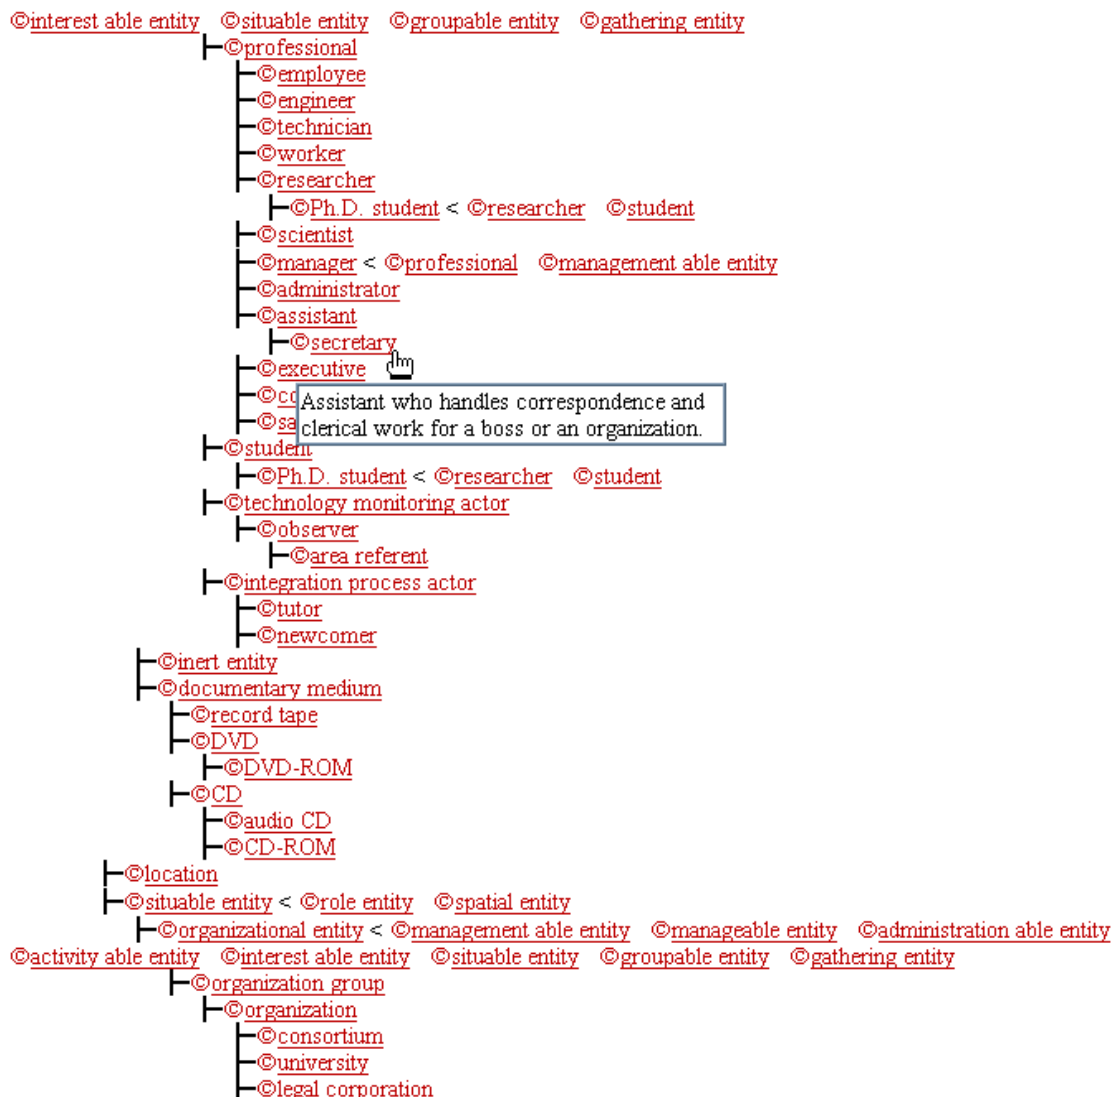 ©interest able entity ©situable entity ©groupable entity ©gathering entity
©professional
©employee
©engineer
©technician
©worker
©researcher
©Ph.D. student < ©researcher ©student
©scientist
©manager < ©professional ©management able entity
©administrator
©assistant
©secretary
©executive
©co
©sa
Assistant who handles correspondence and
clerical work for a boss or an organization.
©student
©Ph.D. student < ©researcher ©student
©technology monitoring actor
©observer
©area referent
©integration process actor
©tutor
©newcomer
©inert entity
©documentary medium
©record tape
©DVD
©DVD-ROM
©CD
©audio CD
©CD-ROM
©location
©situable entity < ©role entity ©spatial entity
©organizational entity < ©management able entity ©manageable entity ©administration able entity
©activity able entity ©interest able entity ©situable entity ©groupable entity ©gathering entity
©organization group
©organization
©consortium
©university
©legal corporation